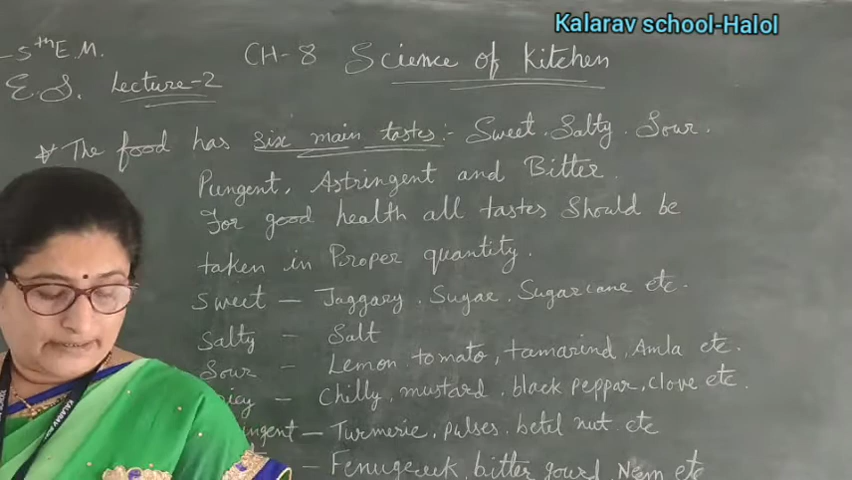 Kalarav school-Halol
-5th E.M.
CH-8 Science of Kitchen
E.S. Lecture-2
The food has six main tastes:- Sweet. Salty. Sour.
Pungent, Astringent and Bitter.
For good health all tastes Should be
taken in Proper quantity.
Sweet — Jaggary. Sugar. Sugarcane etc.
Salty - Salt
Sour - Lemon. tomato, tamarind, Amla etc.
icy - Chilly, mustard. black peppar, clove etc.
ingent — Turmeric, pulses. betel nut. etc
- Fenugreek, bitter gourd, Neem etc
KALARAV